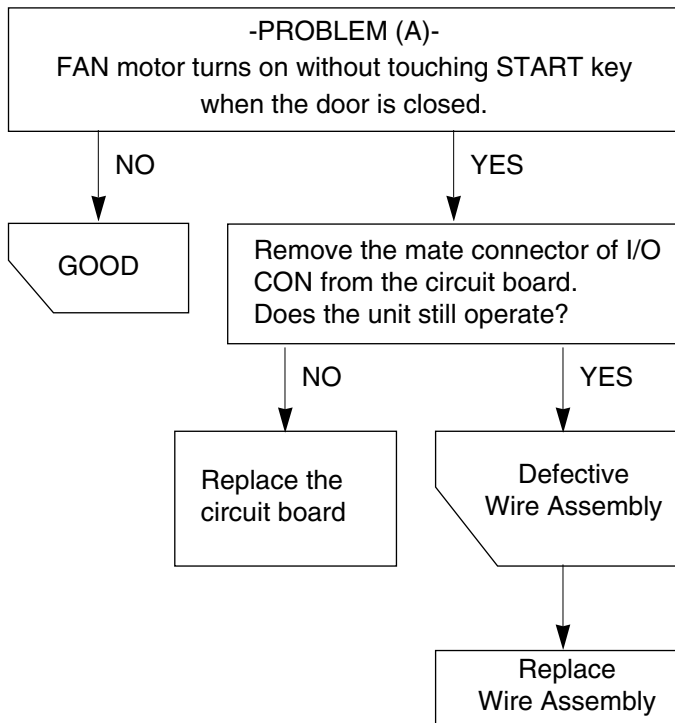 -PROBLEM (A)-
FAN motor turns on without touching START key
when the door is closed.
NO
YES
GOOD
Remove the mate connector of I/O
CON from the circuit board.
Does the unit still operate?
NO
YES
Replace the
circuit board
Defective
Wire Assembly
Replace
Wire Assembly